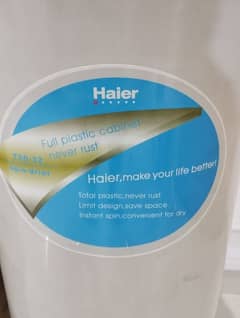 Haier
Full plastic cabinet
never rust
Haier,make your life better!
Total plastic,never rust
Limit design,save space
Instant spin,convenient for dry